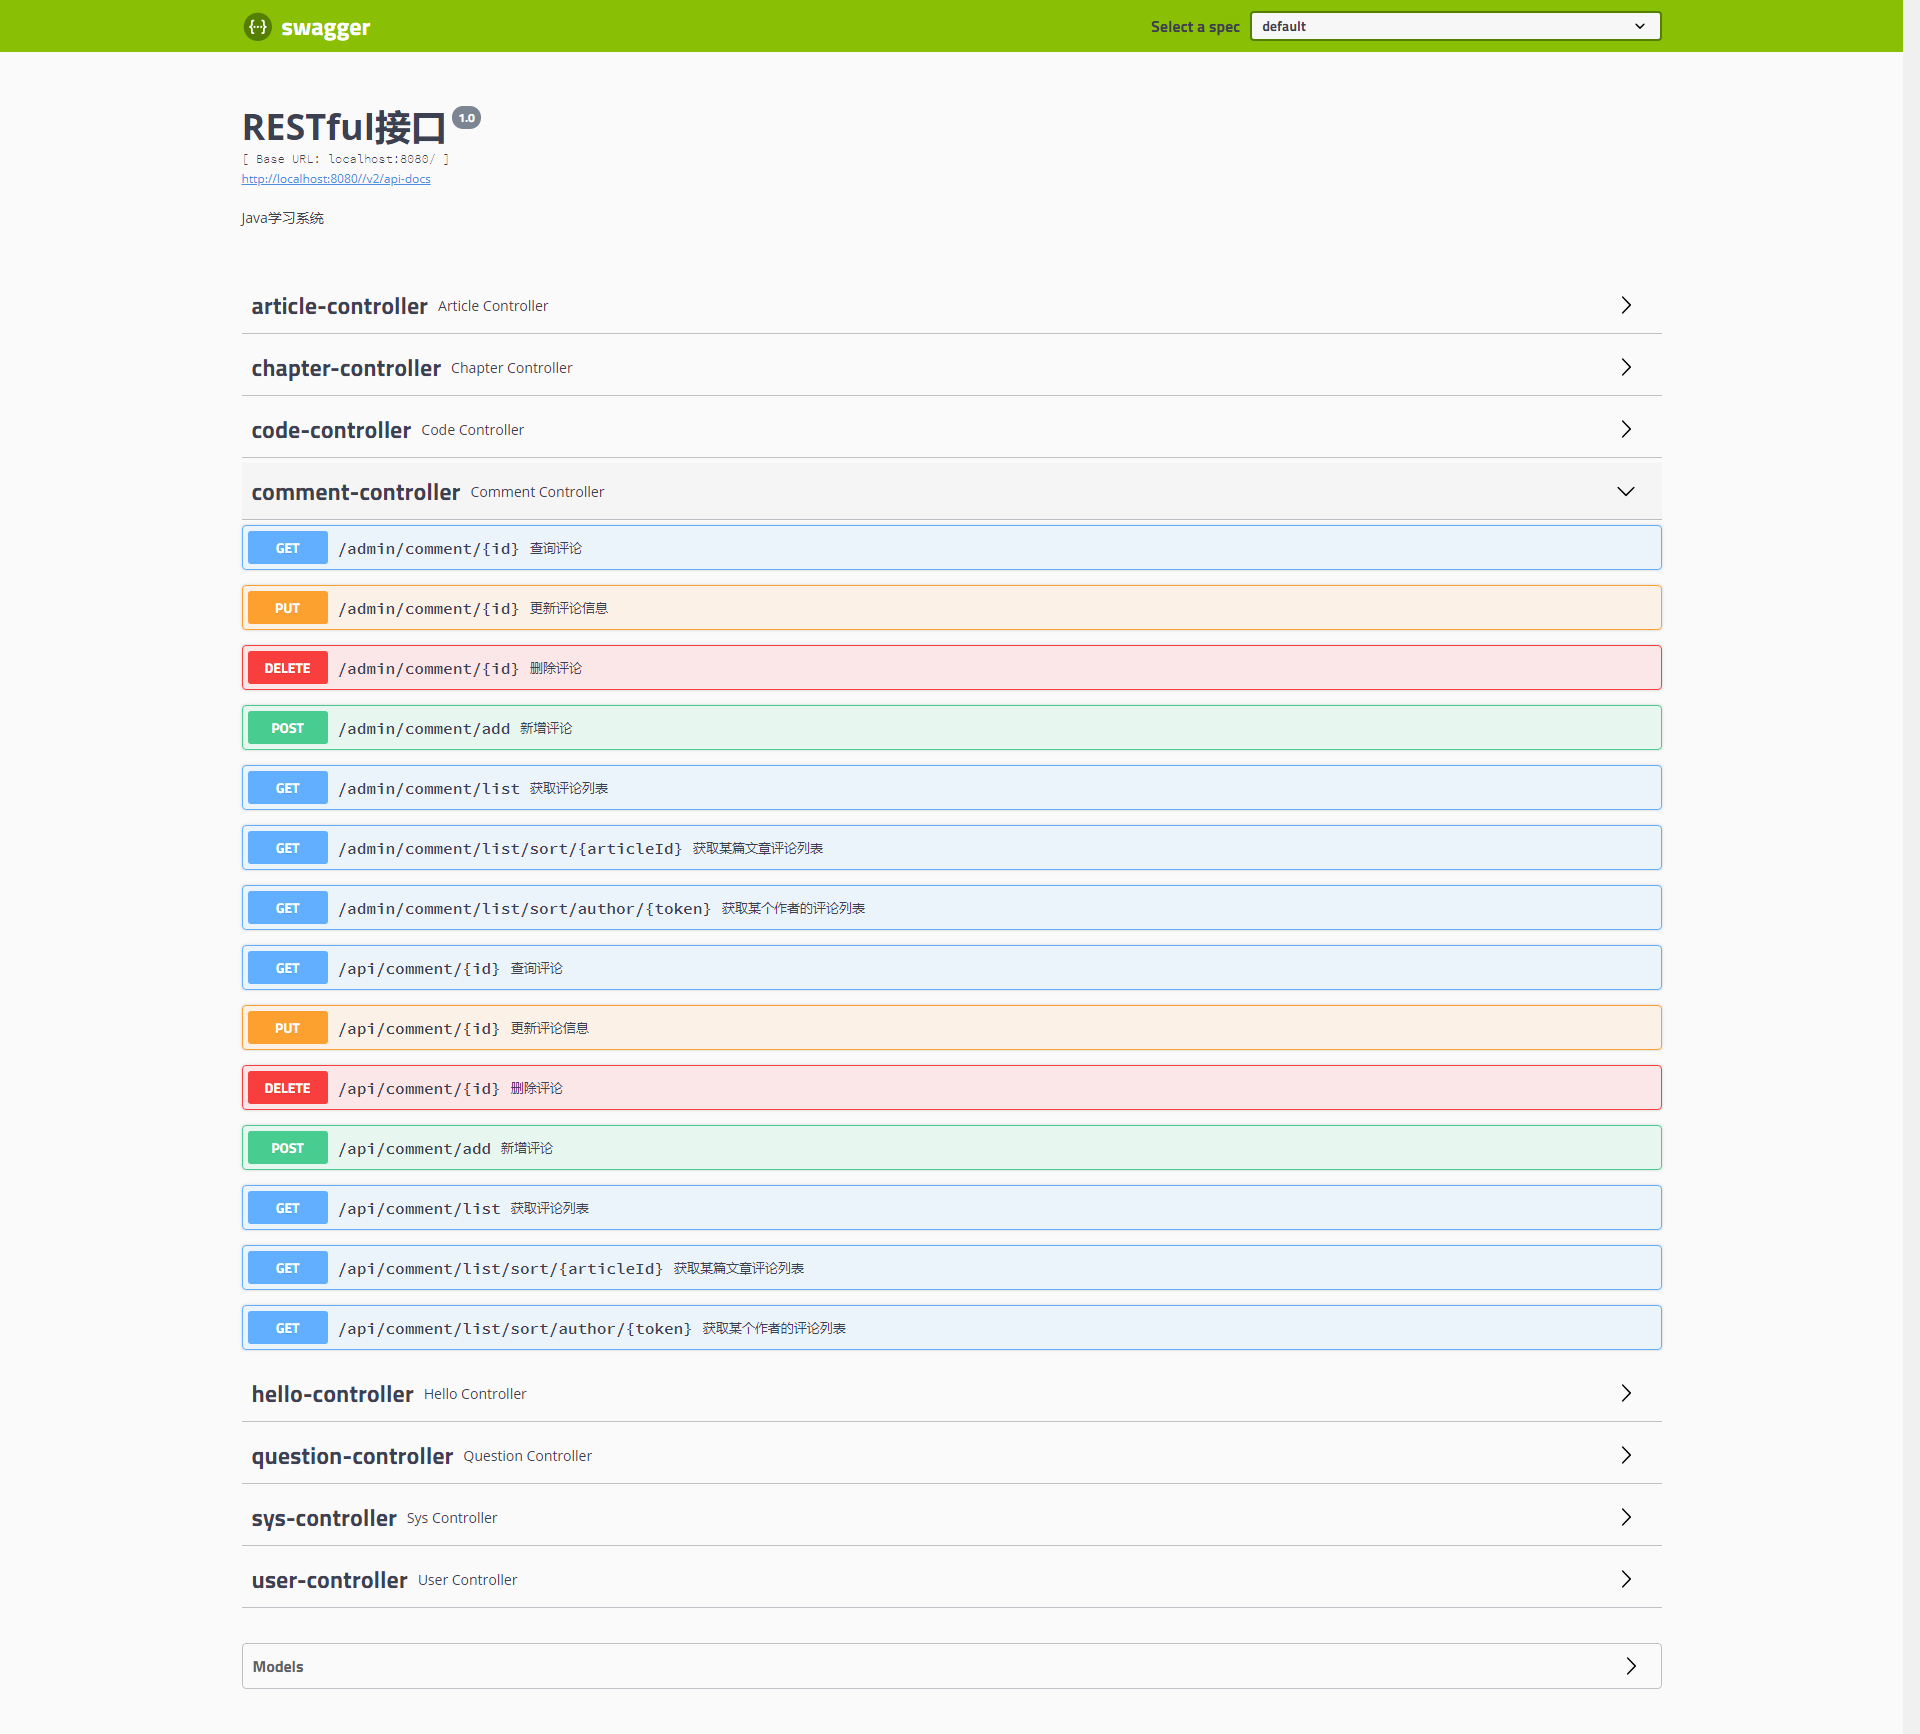 swagger
Select a spec default
RESTful接口 1.0
[ Base URL: localhost:8080/ ]
http://localhost:8080//v2/api-docs
Java学习系统
article-controller Article Controller
chapter-controller Chapter Controller
code-controller Code Controller
comment-controller Comment Controller
GET /admin/comment/{id} 查询评论
PUT /admin/comment/{id} 更新评论信息
DELETE /admin/comment/{id} 删除评论
POST /admin/comment/add 新增评论
GET /admin/comment/list 获取评论列表
GET /admin/comment/list/sort/{articleId} 获取某篇文章评论列表
GET /admin/comment/list/sort/author/{token} 获取某个作者的评论列表
GET /api/comment/{id} 查询评论
PUT /api/comment/{id} 更新评论信息
DELETE /api/comment/{id} 删除评论
POST /api/comment/add 新增评论
GET /api/comment/list 获取评论列表
GET /api/comment/list/sort/{articleId} 获取某篇文章评论列表
GET /api/comment/list/sort/author/{token} 获取某个作者的评论列表
hello-controller Hello Controller
question-controller Question Controller
sys-controller Sys Controller
user-controller User Controller
Models